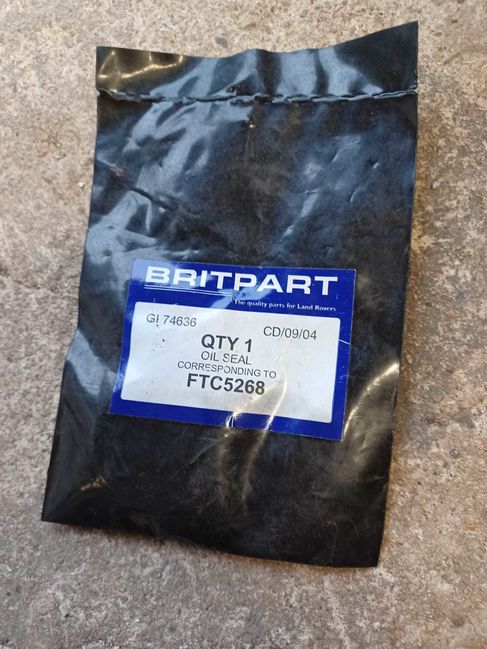 BRITPART
The quality parts for Land Rovers
GI 74636 CD/09/04
QTY 1
OIL SEAL
CORRESPONDING TO
FTC5268